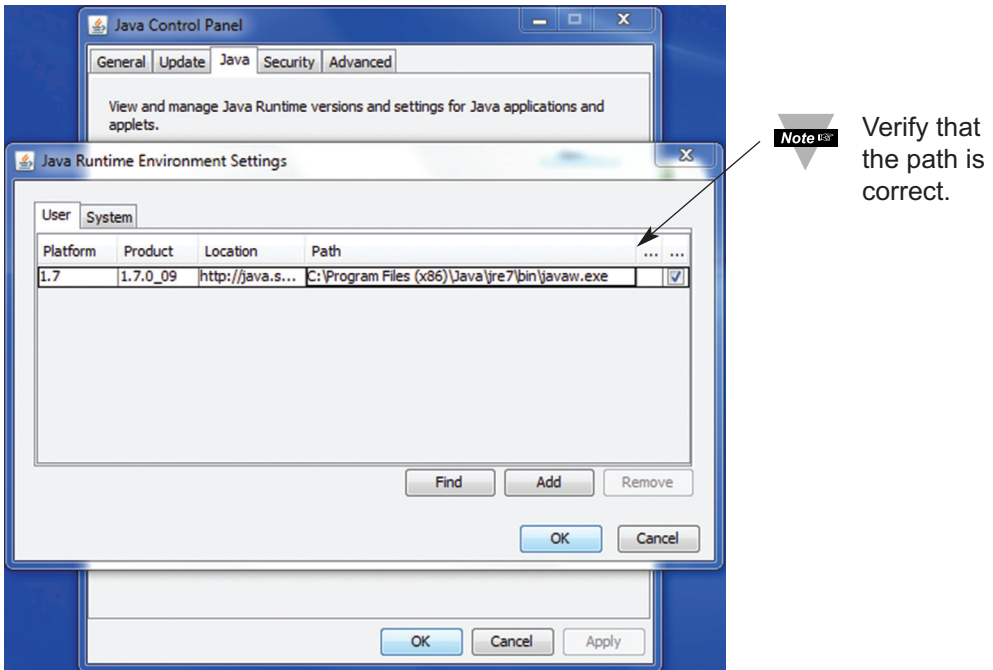 Java Control Panel
General Update Java Security Advanced
View and manage Java Runtime versions and settings for Java applications and
applets.
Java Runtime Environment Settings
User System
Platform Product Location Path ... ...
1.7 1.7.0_09 http://java.s... C:\Program Files (x86)\Java\jre7\bin\javaw.exe
Find Add Remove
OK Cancel
OK Cancel Apply
Note
Verify that
the path is
correct.